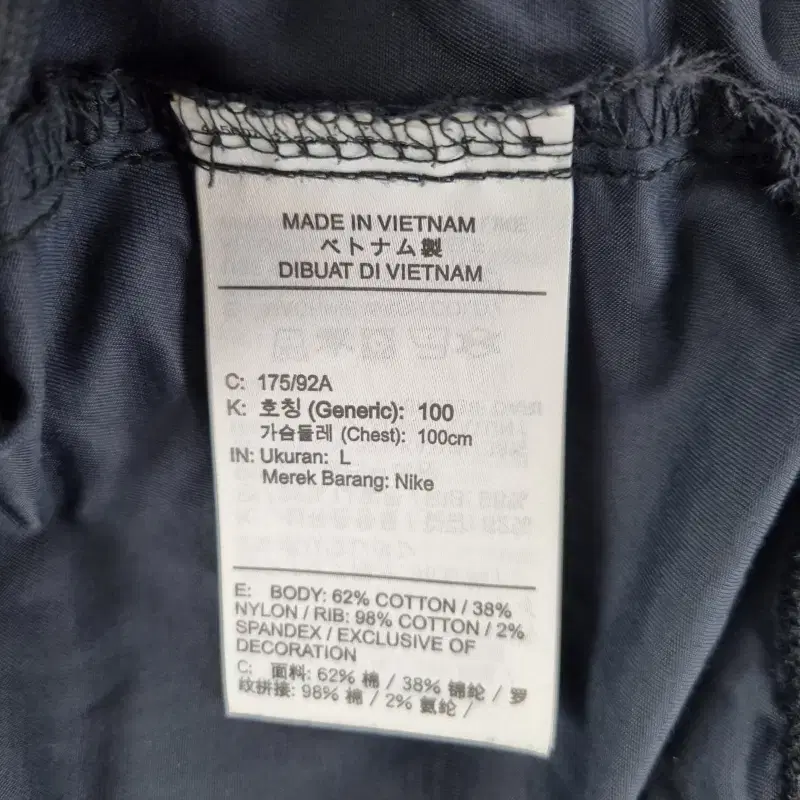 MADE IN VIETNAM
ベトナム製
DIBUAT DI VIETNAM
C: 175/92A
K: 호칭 (Generic): 100
가슴둘레 (Chest): 100cm
IN: Ukuran: L
Merek Barang: Nike
E: BODY: 62% COTTON / 38%
NYLON / RIB: 98% COTTON / 2%
SPANDEX / EXCLUSIVE OF
DECORATION
C: 面料: 62% 棉 / 38% 锦纶 / 罗
纹拼接: 98% 棉 / 2% 氨纶 /